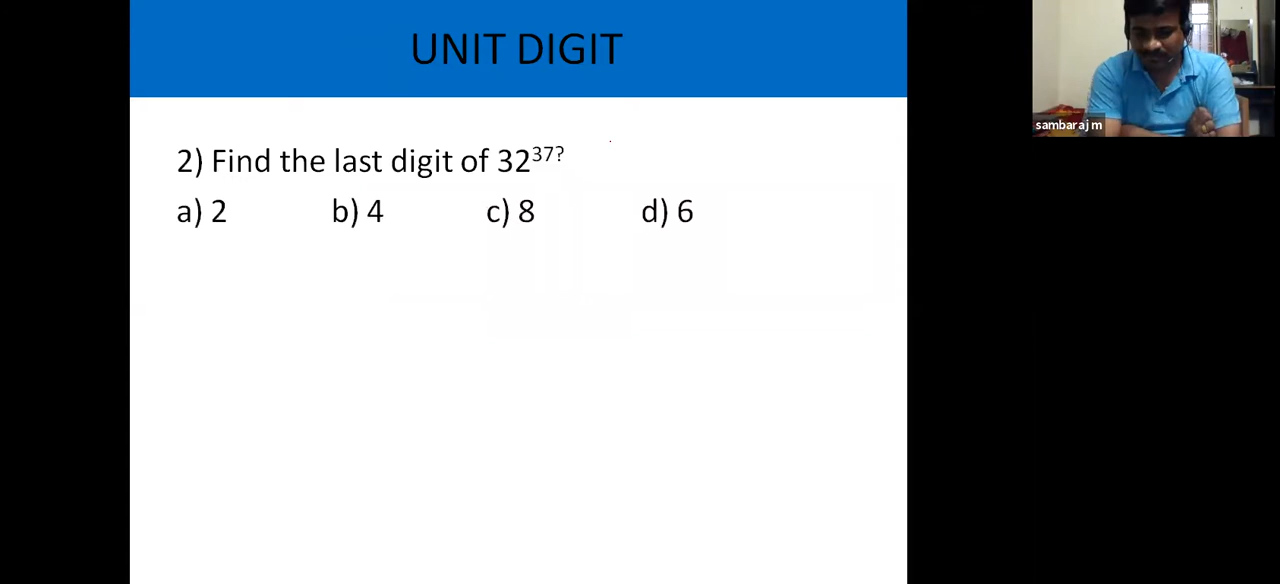 UNIT DIGIT
2) Find the last digit of 32³⁷?
a) 2 b) 4 c) 8 d) 6
sambaraj m